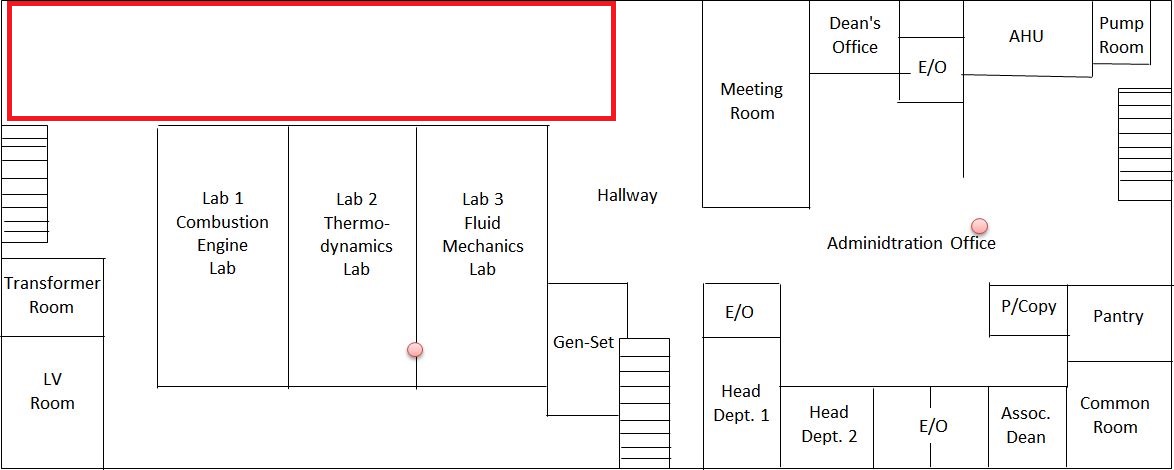 Dean's
Office
E/O
AHU
Pump
Room
Meeting
Room
Lab 1
Combustion
Engine
Lab
Lab 2
Thermo-
dynamics
Lab
Lab 3
Fluid
Mechanics
Lab
Hallway
Adminidtration Office
Transformer
Room
LV
Room
Gen-Set
E/O
P/Copy
Pantry
Head
Dept. 1
Head
Dept. 2
E/O
Assoc.
Dean
Common
Room